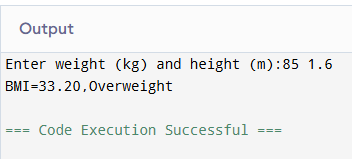 Output
Enter weight (kg) and height (m):85 1.6
BMI=33.20,Overweight
=== Code Execution Successful ===